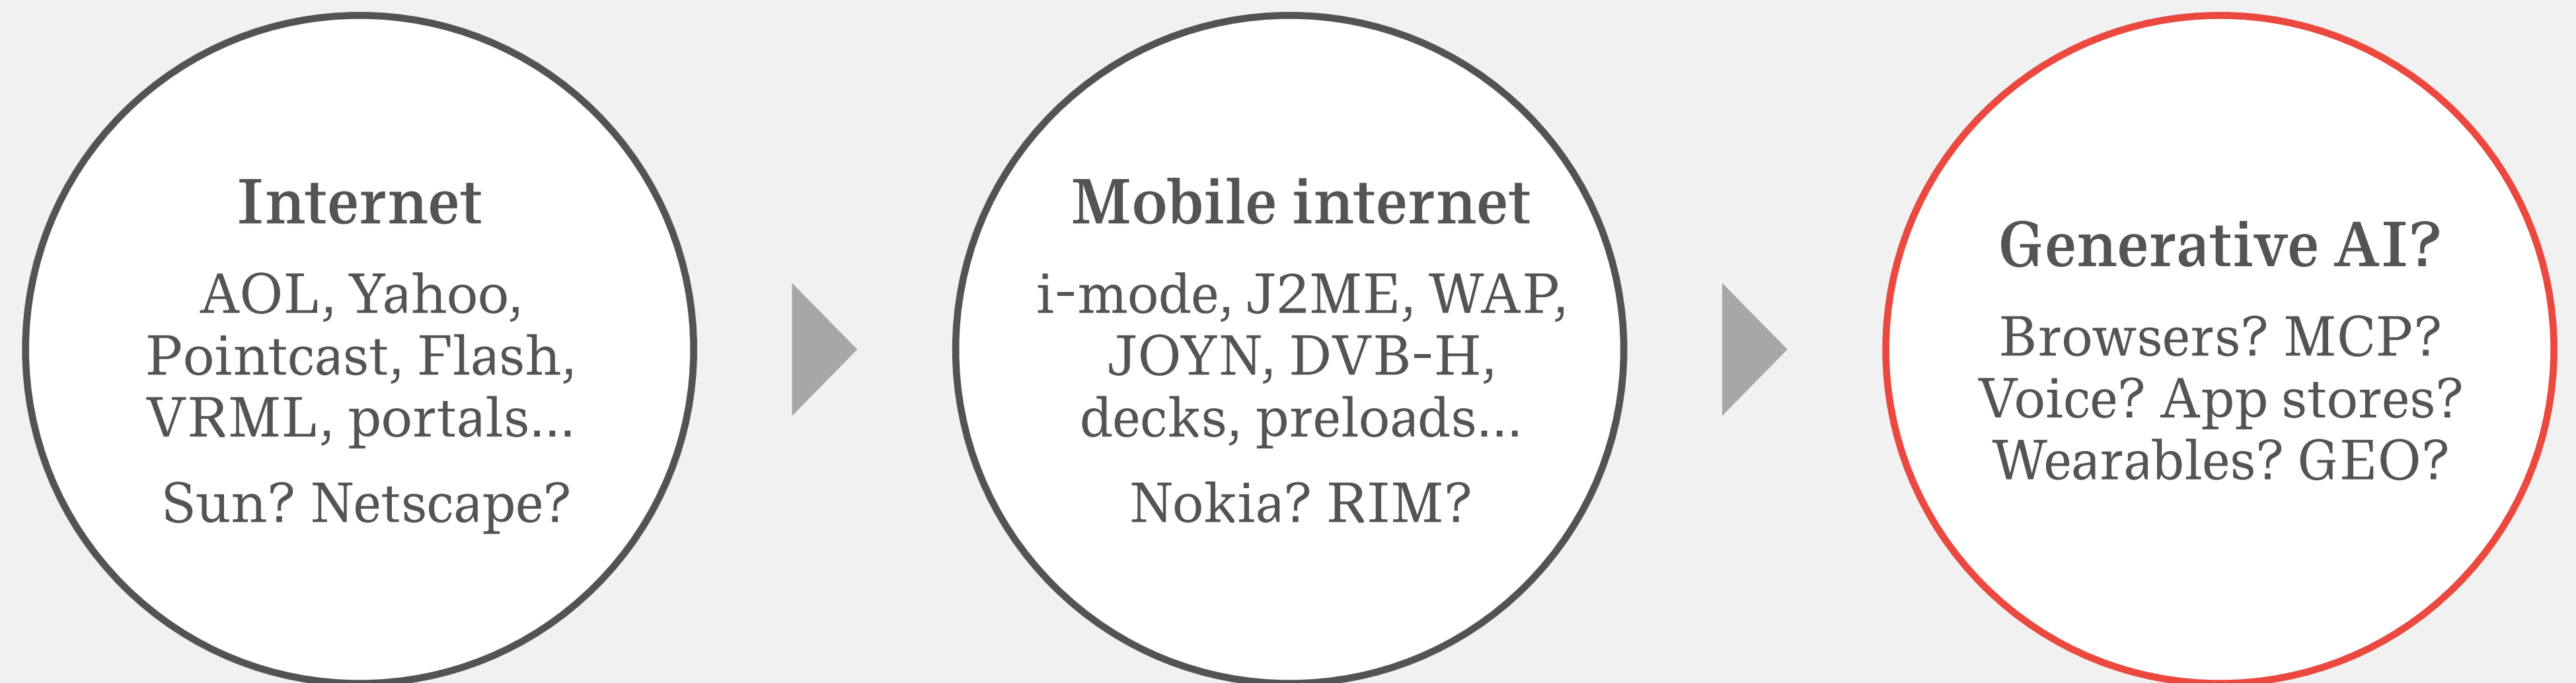 Internet
AOL, Yahoo,
Pointcast, Flash,
VRML, portals...
Sun? Netscape?
Mobile internet
i-mode, J2ME, WAP,
JOYN, DVB-H,
decks, preloads...
Nokia? RIM?
Generative AI?
Browsers? MCP?
Voice? App stores?
Wearables? GEO?